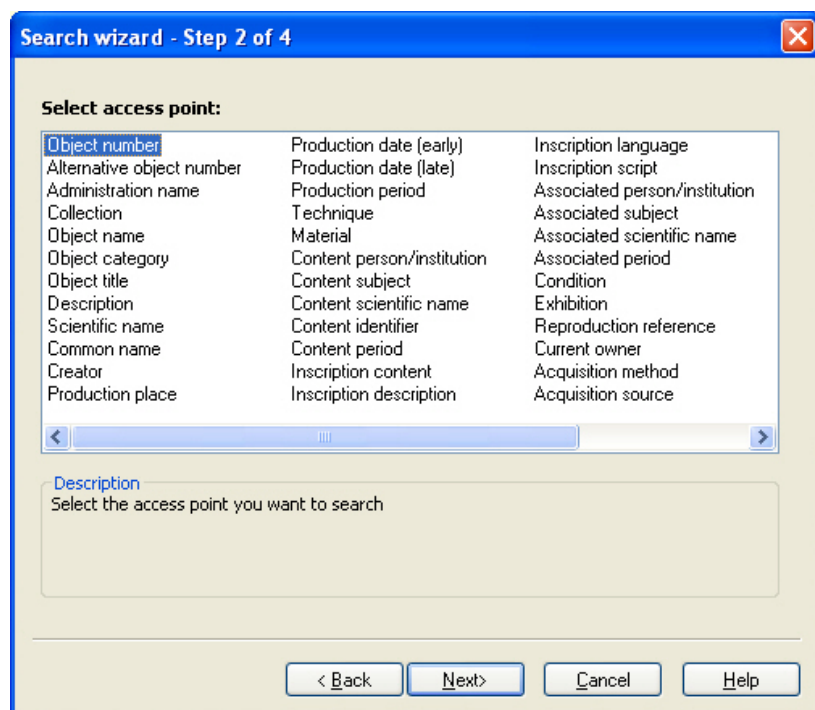 Search wizard - Step 2 of 4
Select access point:
Object number
Alternative object number
Administration name
Collection
Object name
Object category
Object title
Description
Scientific name
Common name
Creator
Production place
Production date (early)
Production date (late)
Production period
Technique
Material
Content person/institution
Content subject
Content scientific name
Content identifier
Content period
Inscription content
Inscription description
Inscription language
Inscription script
Associated person/institution
Associated subject
Associated scientific name
Associated period
Condition
Exhibition
Reproduction reference
Current owner
Acquisition method
Acquisition source
Description
Select the access point you want to search
< Back
Next>
Cancel
Help